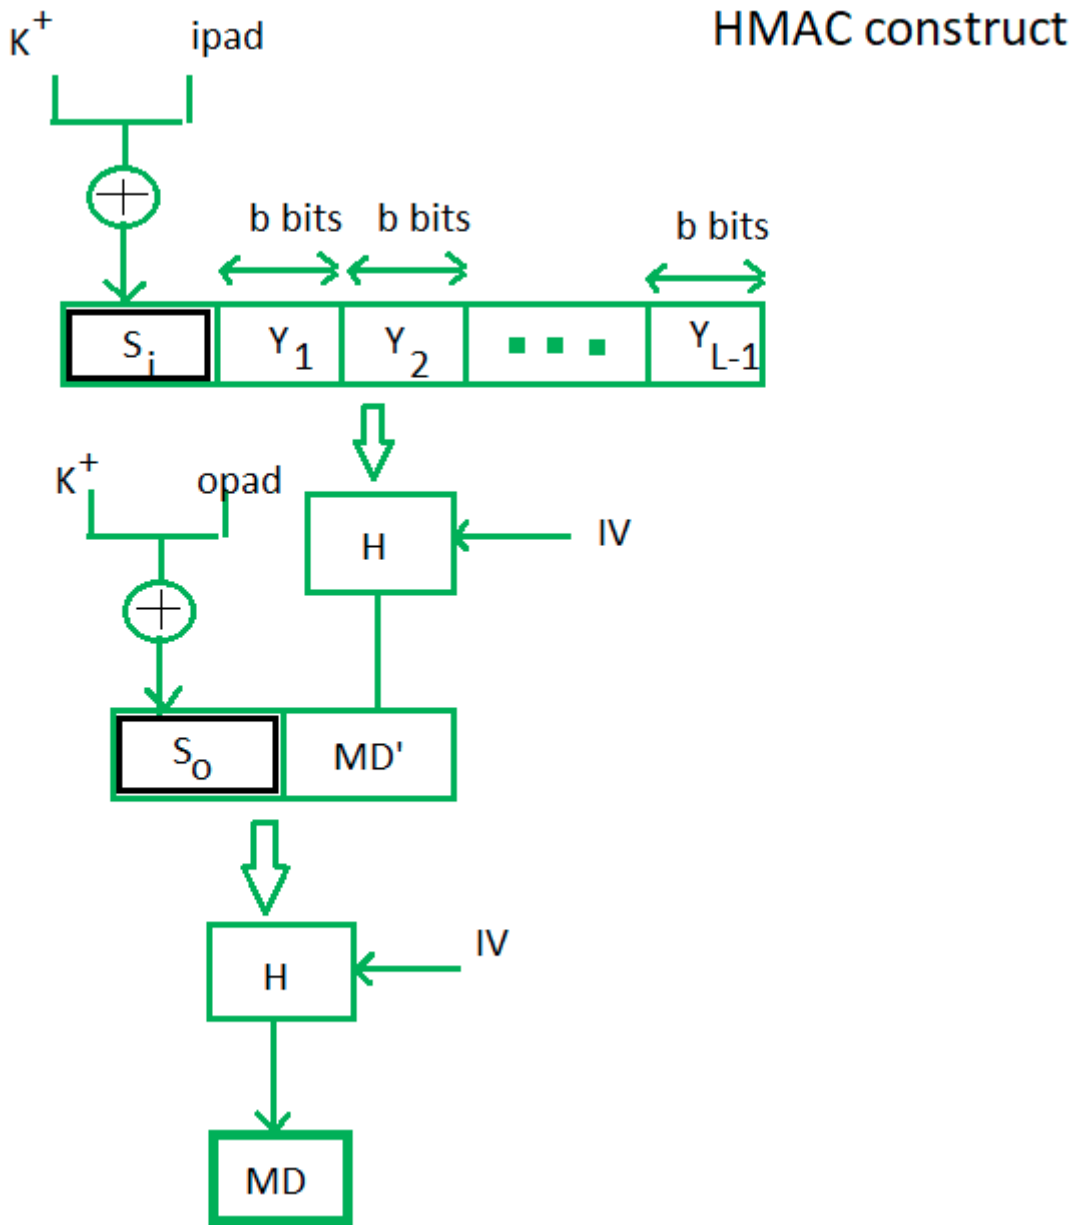 HMAC construct
K+ ipad
b bits b bits b bits
Si Y1 Y2 YL-1
K+ opad
H IV
So MD'
H IV
MD